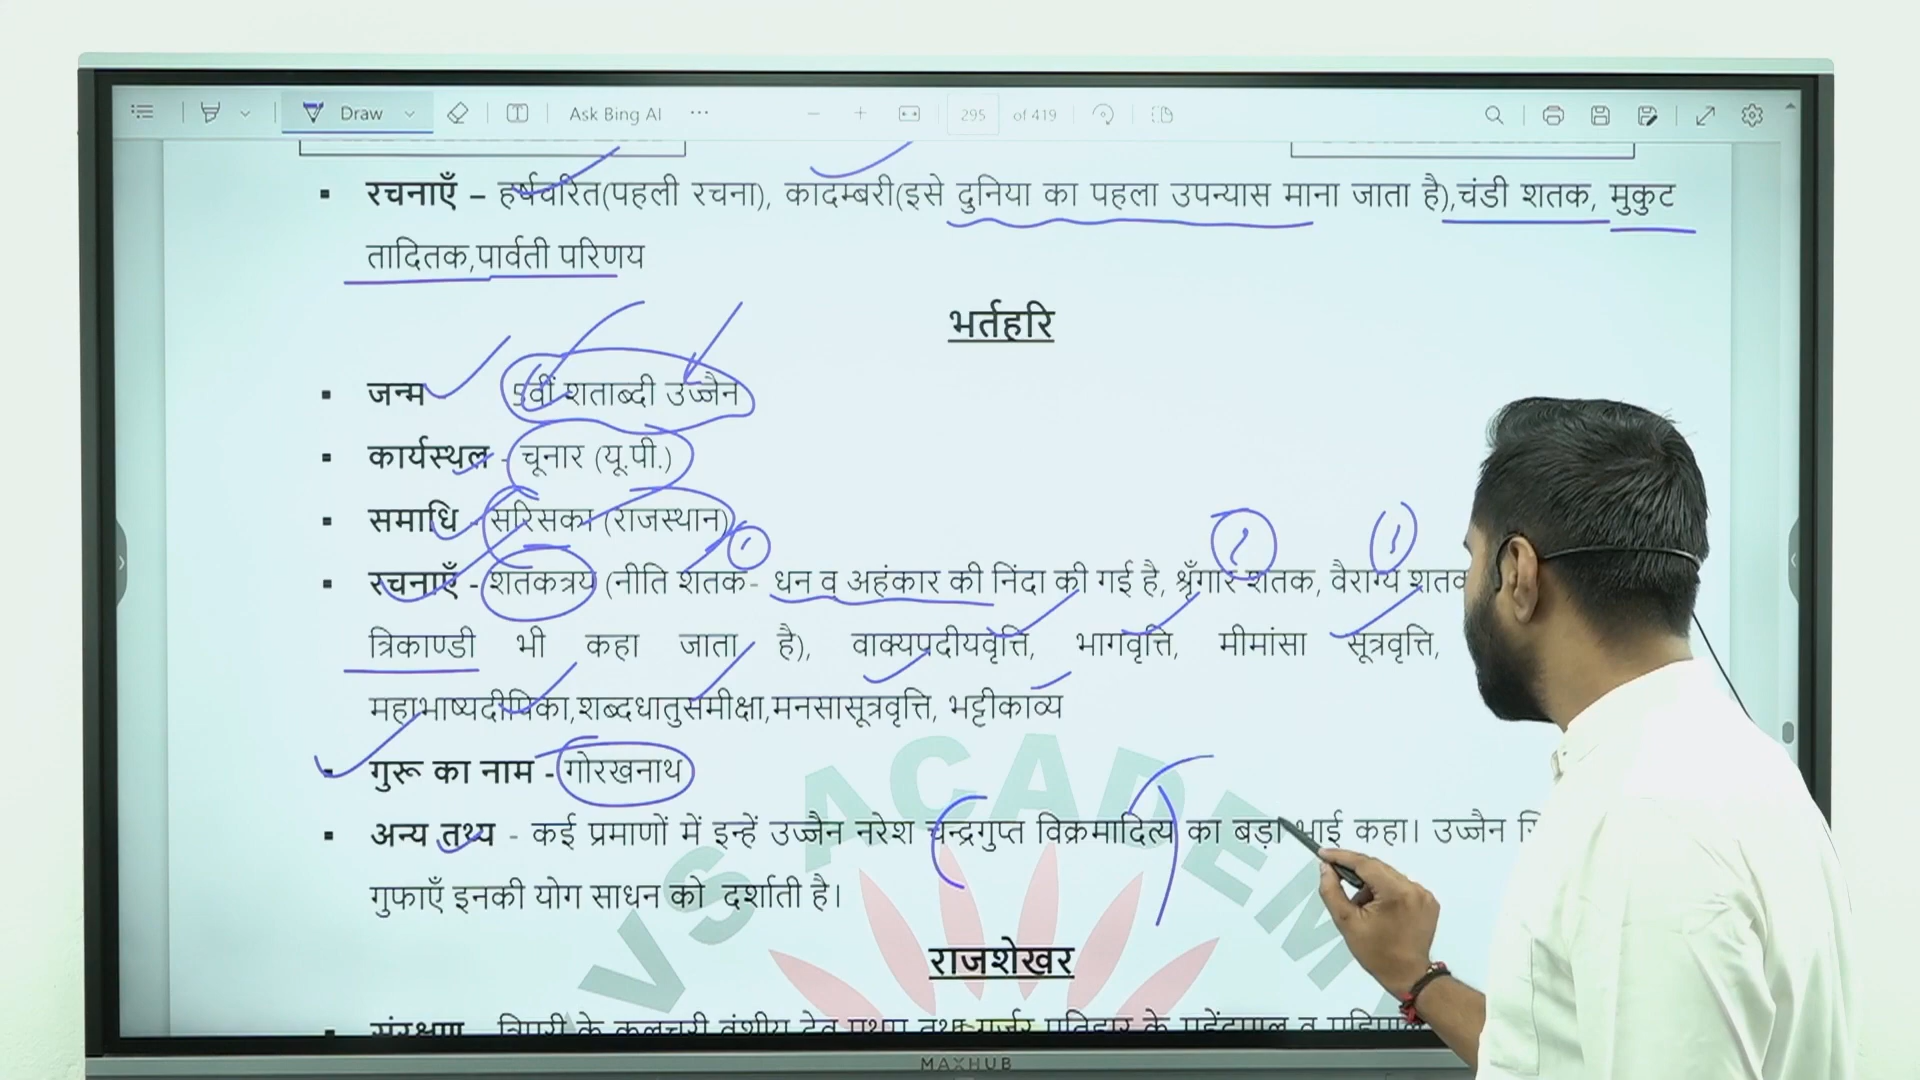 Draw Ask Bing AI ... 295 of 419
▪ रचनाएँ – हर्षचरित(पहली रचना), कादम्बरी(इसे दुनिया का पहला उपन्यास माना जाता है),चंडी शतक, मुकुट
तादितक,पार्वती परिणय
भर्तहरि
▪ जन्म 5वीं शताब्दी उज्जैन
▪ कार्यस्थल - चूनार (यू.पी.)
▪ समाधि - सरिसका (राजस्थान)
▪ रचनाएँ - शतकत्रय (नीति शतक- धन व अहंकार की निंदा की गई है, श्रृँगार शतक, वैराग्य
त्रिकाण्डी भी कहा जाता है), वाक्यपदीयवृत्ति, भागवृत्ति, मीमांसा सूत्रवृत्ति,
महाभाष्यदीपिका,शब्दधातुसमीक्षा,मनसासूत्रवृत्ति, भट्टीकाव्य
▪ गुरू का नाम - गोरखनाथ
▪ अन्य तथ्य - कई प्रमाणों में इन्हें उज्जैन नरेश चन्द्रगुप्त विक्रमादित्य का बड़ा भाई कहा। उज्जैन
गुफाएँ इनकी योग साधन को दर्शाती है।
VS ACADEM
राजशेखर
MAXHUB